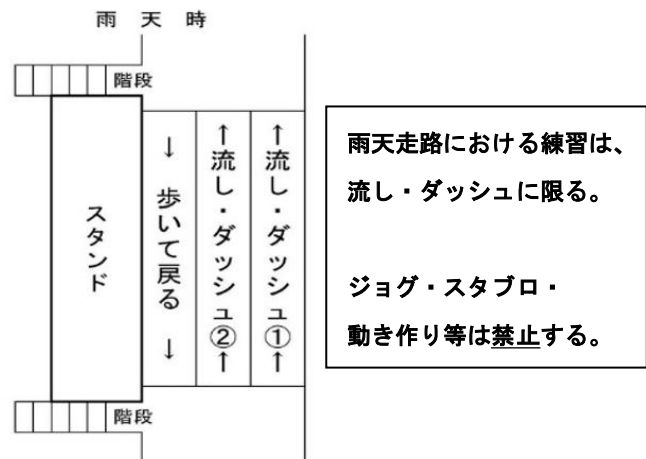 雨 天 時
階段
スタンド
↓ 歩いて戻る ↓
↑流し・ダッシュ②↑
↑流し・ダッシュ①↑
階段
雨天走路における練習は、
流し・ダッシュに限る。
ジョグ・スタブロ・
動き作り等は禁止する。